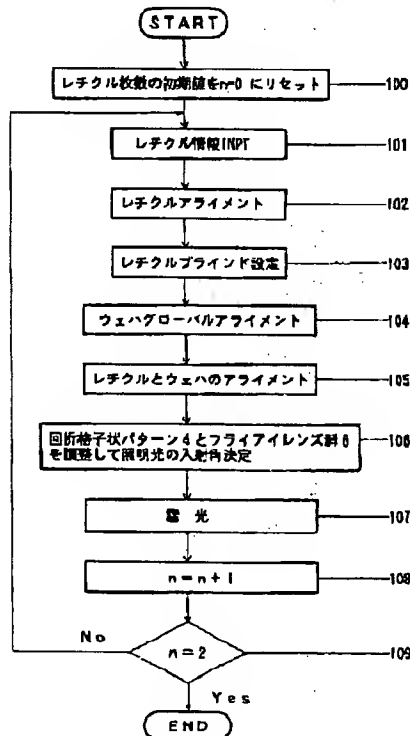 START
レチクル枚数の初期値をn=0 にリセット
100
レチクル情報INPT
101
レチクルアライメント
102
レチクルブラインド設定
103
ウェハグローバルアライメント
104
レチクルとウェハのアライメント
105
回折格子状パターン4とフライアイレンズ群8
を調整して照明光の入射角決定
106
露 光
107
n=n+1
108
No
n=2
109
Yes
END